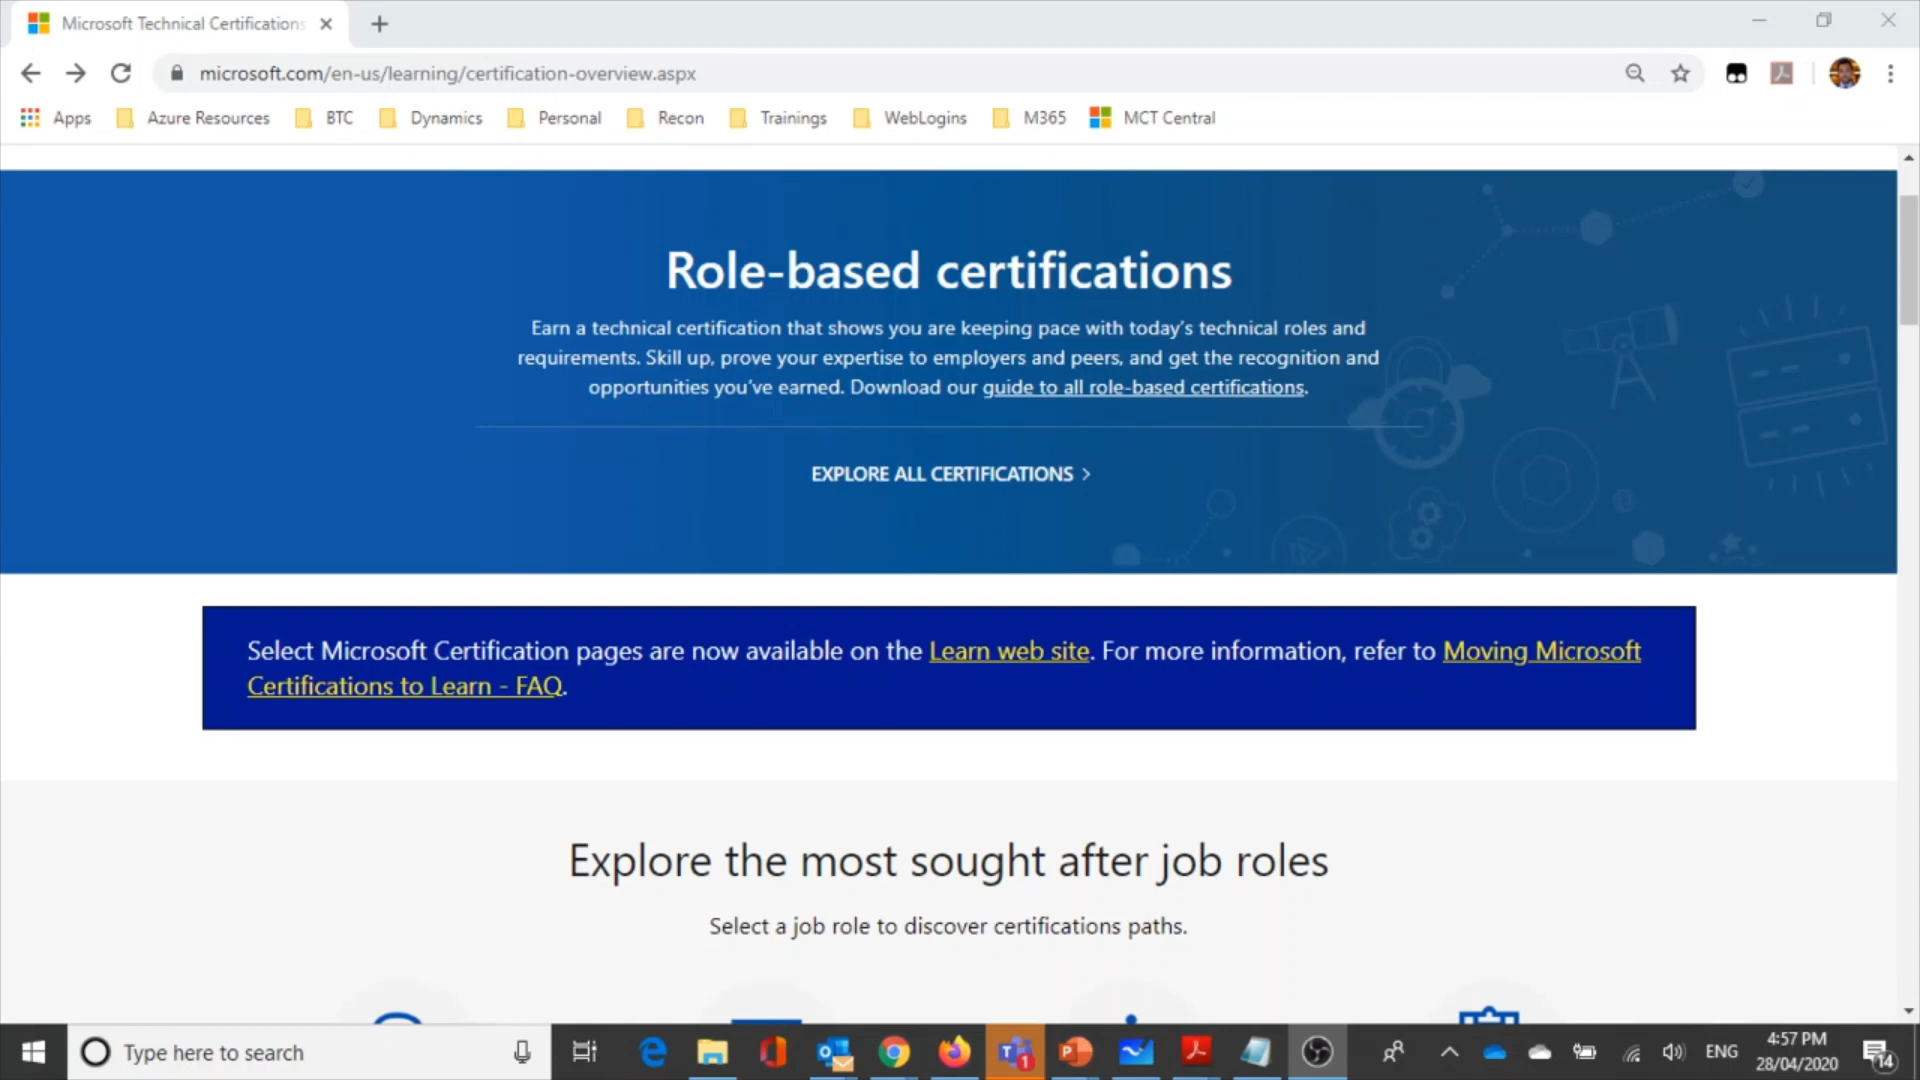 Microsoft Technical Certifications
microsoft.com/en-us/learning/certification-overview.aspx
Apps Azure Resources BTC Dynamics Personal Recon Trainings WebLogins M365 MCT Central
Role-based certifications
Earn a technical certification that shows you are keeping pace with today's technical roles and
requirements. Skill up, prove your expertise to employers and peers, and get the recognition and
opportunities you've earned. Download our guide to all role-based certifications.
EXPLORE ALL CERTIFICATIONS >
Select Microsoft Certification pages are now available on the Learn web site. For more information, refer to Moving Microsoft
Certifications to Learn - FAQ.
Explore the most sought after job roles
Select a job role to discover certifications paths.
Type here to search
1
ENG
4:57 PM
28/04/2020
14